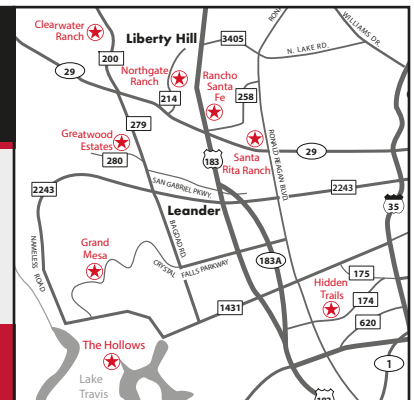 Clearwater
Ranch
Liberty Hill
3405
RON
WILLIAMS DR.
N. LAKE RD.
200
29
Northgate
Ranch
Rancho
Santa
Fe
214
258
279
Greatwood
Estates
280
183
Santa
Rita Ranch
RONALD REAGAN BLVD.
29
2243
SAN GABRIEL PKWY.
2243
35
Leander
NAMELESS ROAD
BAGDAD RD.
Grand
Mesa
CRYSTAL FALLS PARKWAY
183A
175
Hidden
Trails
174
1431
620
The Hollows
1
Lake
Travis
183